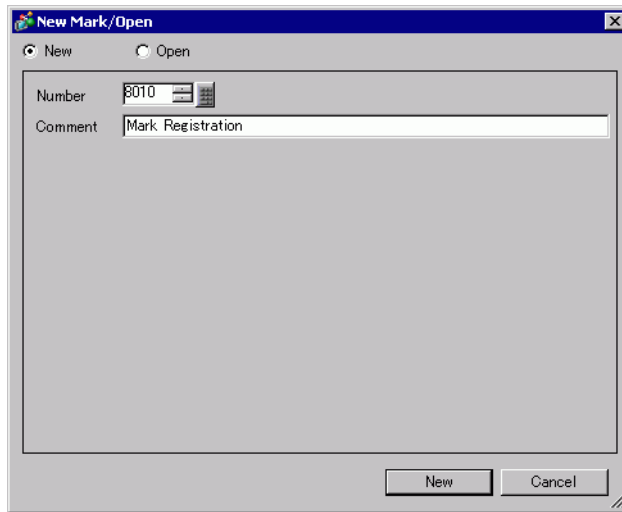 New Mark/Open
New Open
Number 8010
Comment Mark Registration
New Cancel